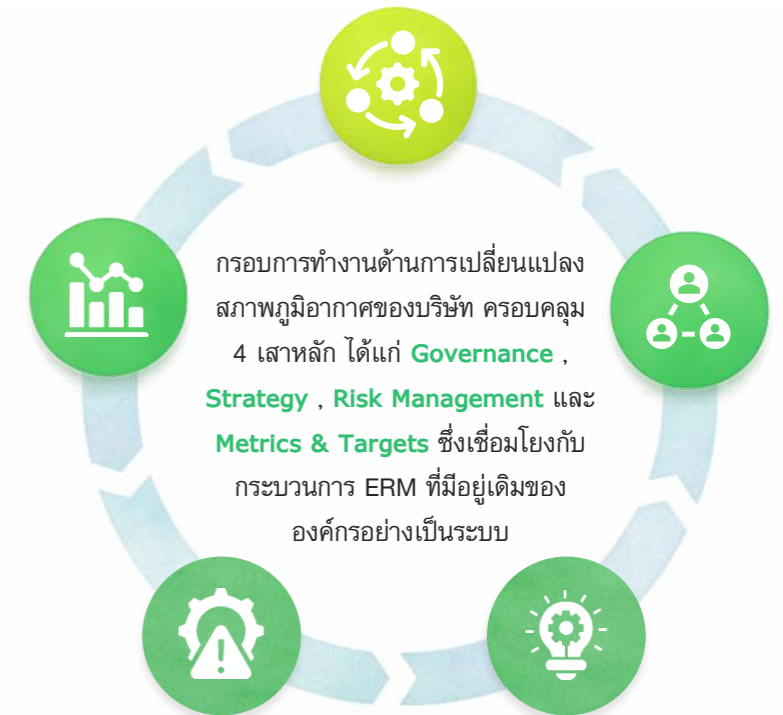 กรอบการทำงานด้านการเปลี่ยนแปลง
สภาพภูมิอากาศของบริษัท ครอบคลุม
4 เสาหลัก ได้แก่ Governance ,
Strategy , Risk Management และ
Metrics & Targets ซึ่งเชื่อมโยงกับ
กระบวนการ ERM ที่มีอยู่เดิมของ
องค์กรอย่างเป็นระบบ